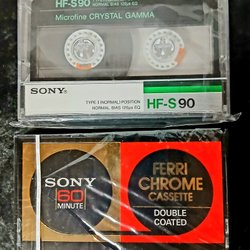 HF-S90
NORMAL BIAS 120μs EQ
Microfine CRYSTAL GAMMA
SONY
TYPE I (NORMAL) POSITION
NORMAL BIAS 120μs EQ
HF-S90
SONY
60
MINUTE
FERRI
CHROME
CASSETTE
DOUBLE
COATED